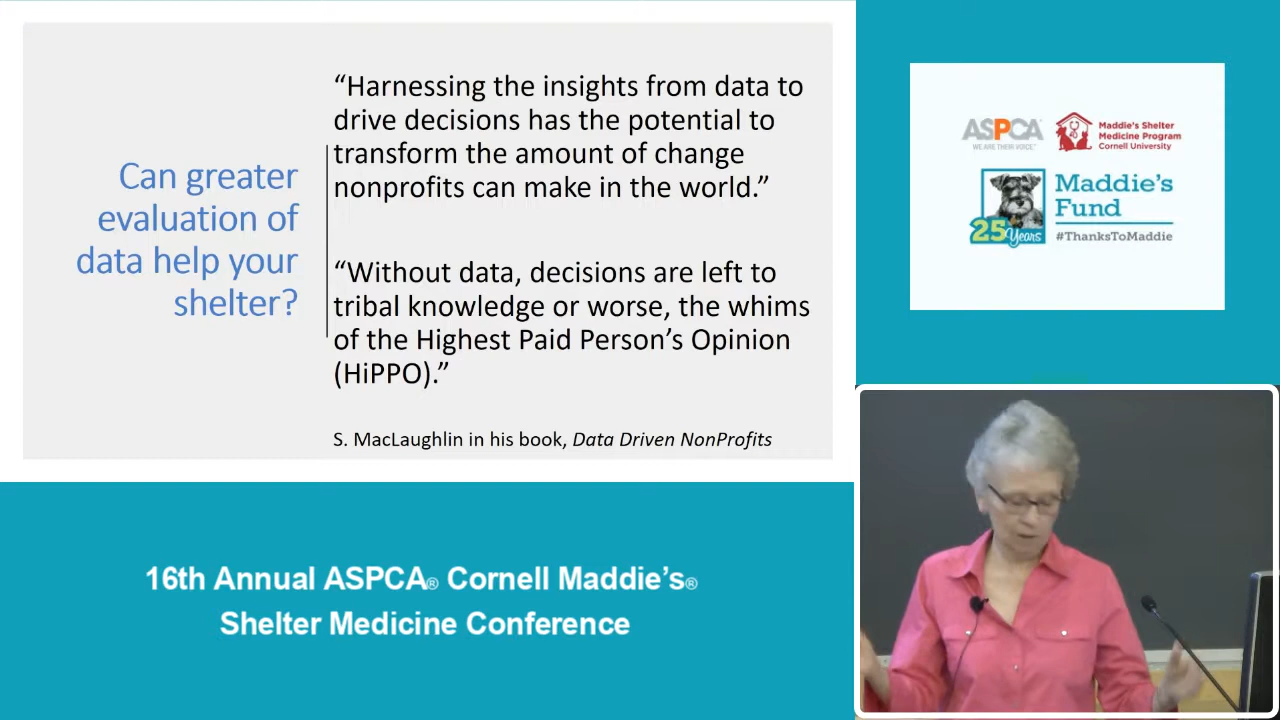 Can greater
evaluation of
data help your
shelter?
“Harnessing the insights from data to
drive decisions has the potential to
transform the amount of change
nonprofits can make in the world.”
“Without data, decisions are left to
tribal knowledge or worse, the whims
of the Highest Paid Person’s Opinion
(HiPPO).”
S. MacLaughlin in his book, Data Driven NonProfits
ASPCA
WE ARE THEIR VOICE
Maddie's Shelter
Medicine Program
Cornell University
25 Years
Maddie's
Fund
#ThanksToMaddie
16th Annual ASPCA® Cornell Maddie’s®
Shelter Medicine Conference